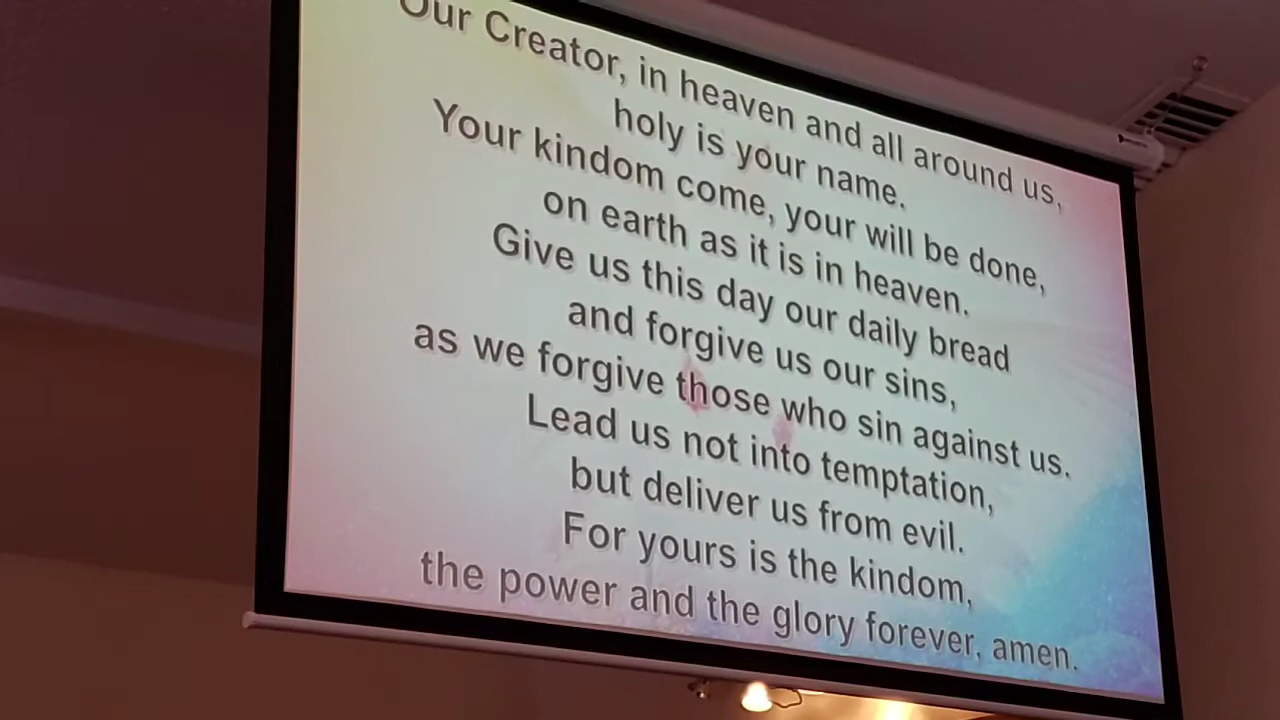 Our Creator, in heaven and all around us,
holy is your name.
Your kindom come, your will be done,
on earth as it is in heaven.
Give us this day our daily bread
and forgive us our sins,
as we forgive those who sin against us.
Lead us not into temptation,
but deliver us from evil.
For yours is the kindom,
the power and the glory forever, amen.